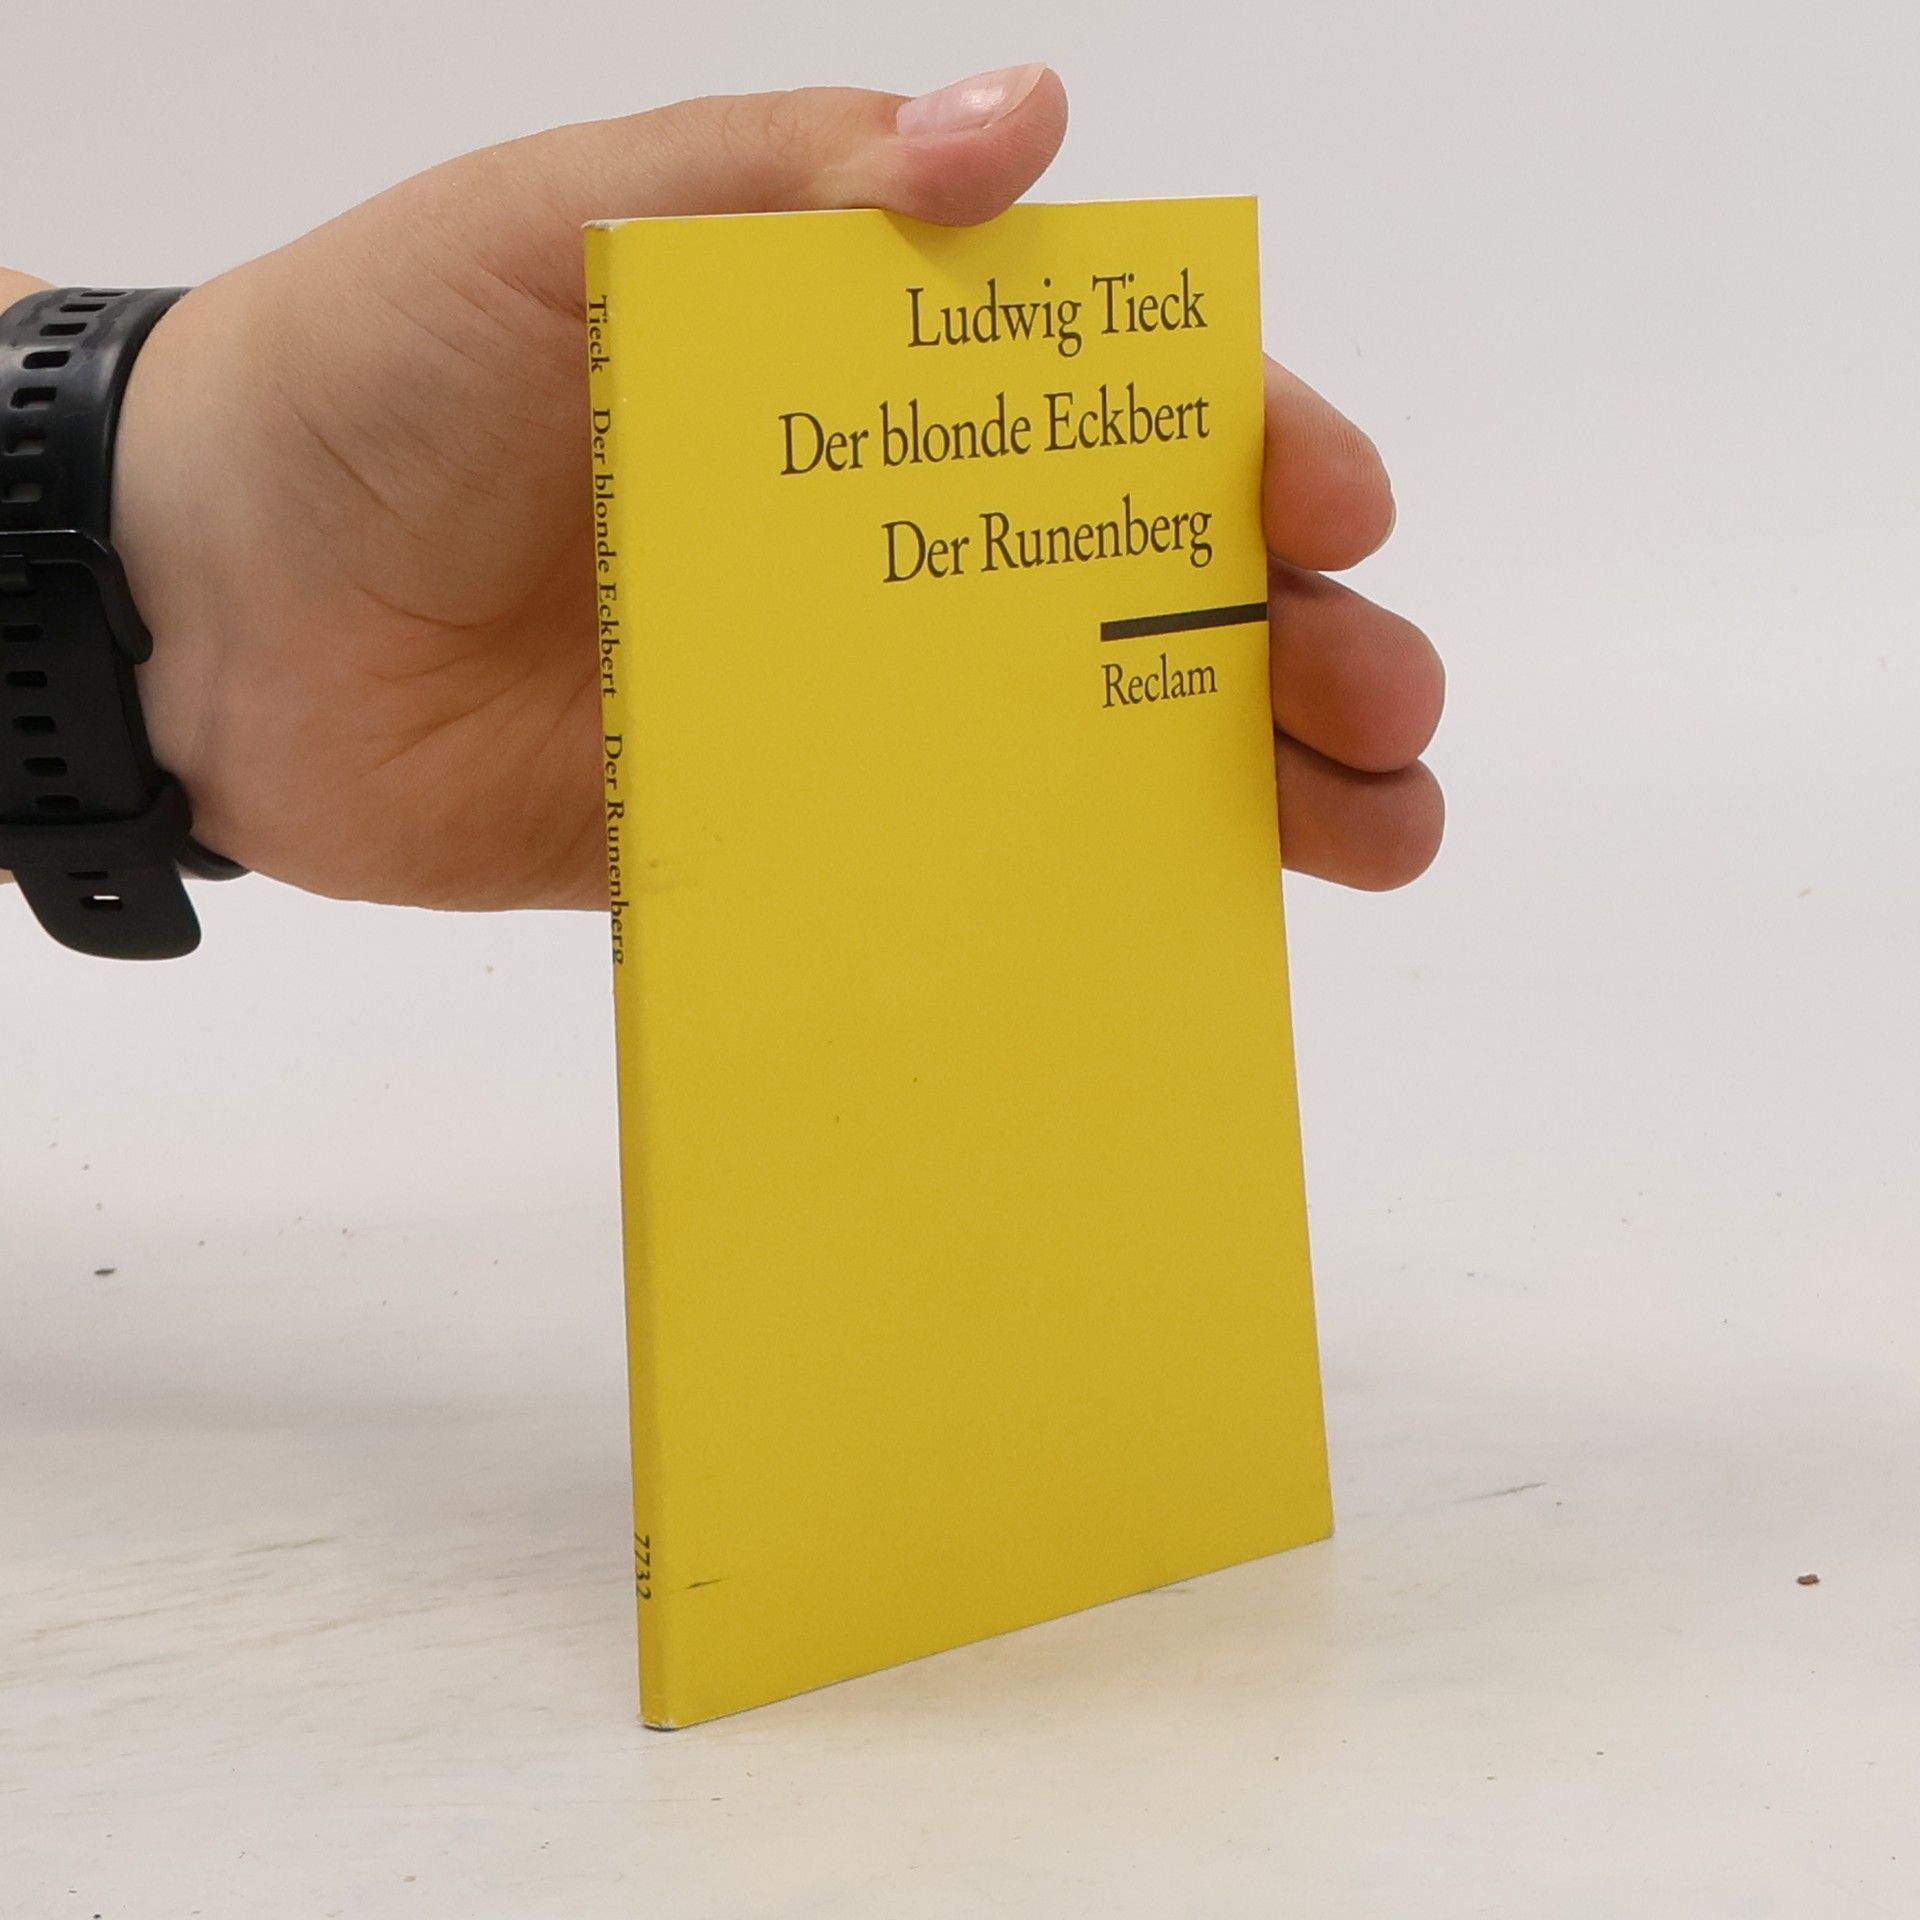 Ludwig Tieck
Der blonde Eckbert
Der Runenberg
Reclam
Tieck Der blonde Eckbert Der Runenberg
7732